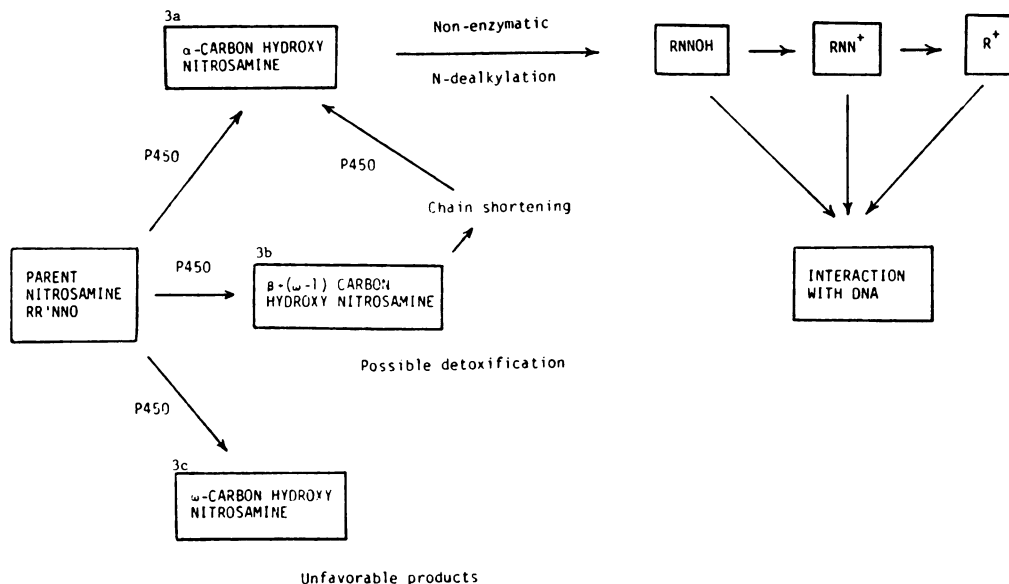 3a
α-CARBON HYDROXY
NITROSAMINE
Non-enzymatic
N-dealkylation
RNNOH
RNN+
R+
P450
P450
Chain shortening
3b
PARENT
NITROSAMINE
RR'NNO
P450
β-(ω-1) CARBON
HYDROXY NITROSAMINE
INTERACTION
WITH DNA
Possible detoxification
P450
3c
ω-CARBON HYDROXY
NITROSAMINE
Unfavorable products